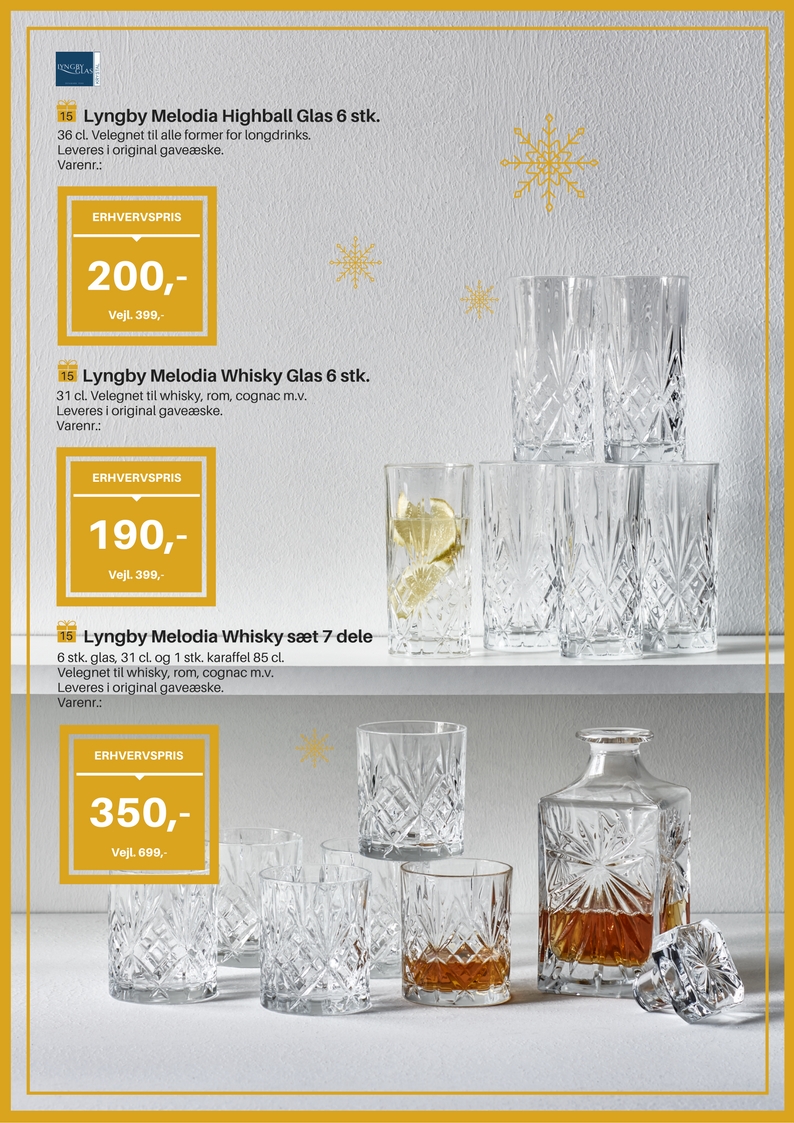 LYNGBY
GLAS
15 Lyngby Melodia Highball Glas 6 stk.
36 cl. Velegnet til alle former for longdrinks.
Leveres i original gaveæske.
Varenr.:
ERHVERVSPRIS
200,-
Vejl. 399,-
15 Lyngby Melodia Whisky Glas 6 stk.
31 cl. Velegnet til whisky, rom, cognac m.v.
Leveres i original gaveæske.
Varenr.:
ERHVERVSPRIS
190,-
Vejl. 399,-
15 Lyngby Melodia Whisky sæt 7 dele
6 stk. glas, 31 cl. og 1 stk. karaffel 85 cl.
Velegnet til whisky, rom, cognac m.v.
Leveres i original gaveæske.
Varenr.:
ERHVERVSPRIS
350,-
Vejl. 699,-